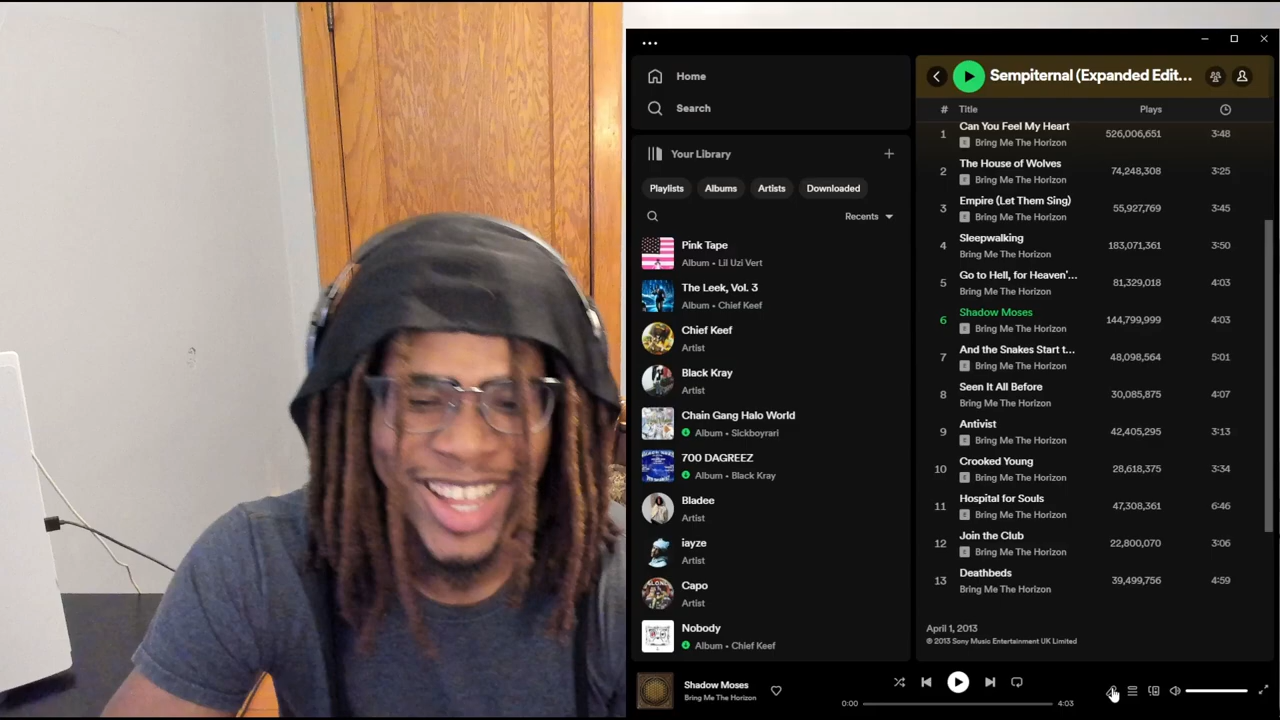 Home
Search
Your Library
Playlists
Albums
Artists
Downloaded
Recents
Pink Tape
Album • Lil Uzi Vert
The Leek, Vol. 3
Album • Chief Keef
Chief Keef
Artist
Black Kray
Artist
Chain Gang Halo World
Album • Sickboyrari
700 DAGREEZ
Album • Black Kray
Bladee
Artist
iayze
Artist
Capo
Artist
Nobody
Album • Chief Keef
Sempiternal (Expanded Edit...
# Title Plays
1 Can You Feel My Heart 526,006,651 3:48
E Bring Me The Horizon
2 The House of Wolves 74,248,308 3:25
E Bring Me The Horizon
3 Empire (Let Them Sing) 55,927,769 3:45
E Bring Me The Horizon
4 Sleepwalking 183,071,361 3:50
Bring Me The Horizon
5 Go to Hell, for Heaven'... 81,329,018 4:03
Bring Me The Horizon
6 Shadow Moses 144,799,999 4:03
E Bring Me The Horizon
7 And the Snakes Start t... 48,098,564 5:01
E Bring Me The Horizon
8 Seen It All Before 30,085,875 4:07
Bring Me The Horizon
9 Antivist 42,405,295 3:13
E Bring Me The Horizon
10 Crooked Young 28,618,375 3:34
E Bring Me The Horizon
11 Hospital for Souls 47,308,361 6:46
E Bring Me The Horizon
12 Join the Club 22,800,070 3:06
E Bring Me The Horizon
13 Deathbeds 39,499,756 4:59
Bring Me The Horizon
April 1, 2013
℗ 2013 Sony Music Entertainment UK Limited
Shadow Moses
Bring Me The Horizon
0:00
4:03